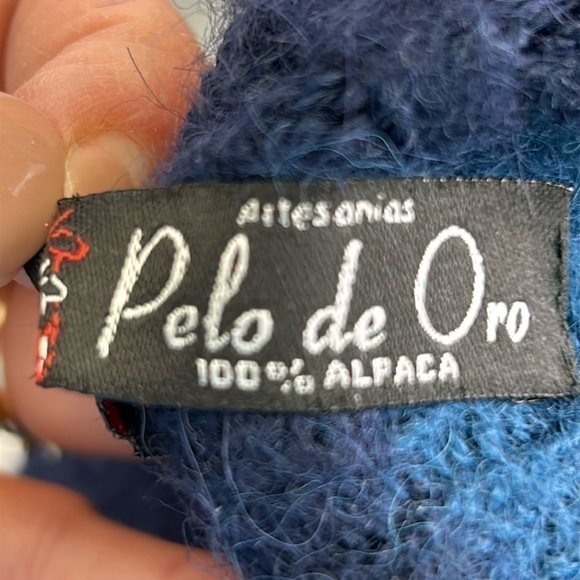 Artesanias
Pelo de Oro
100% ALPACA